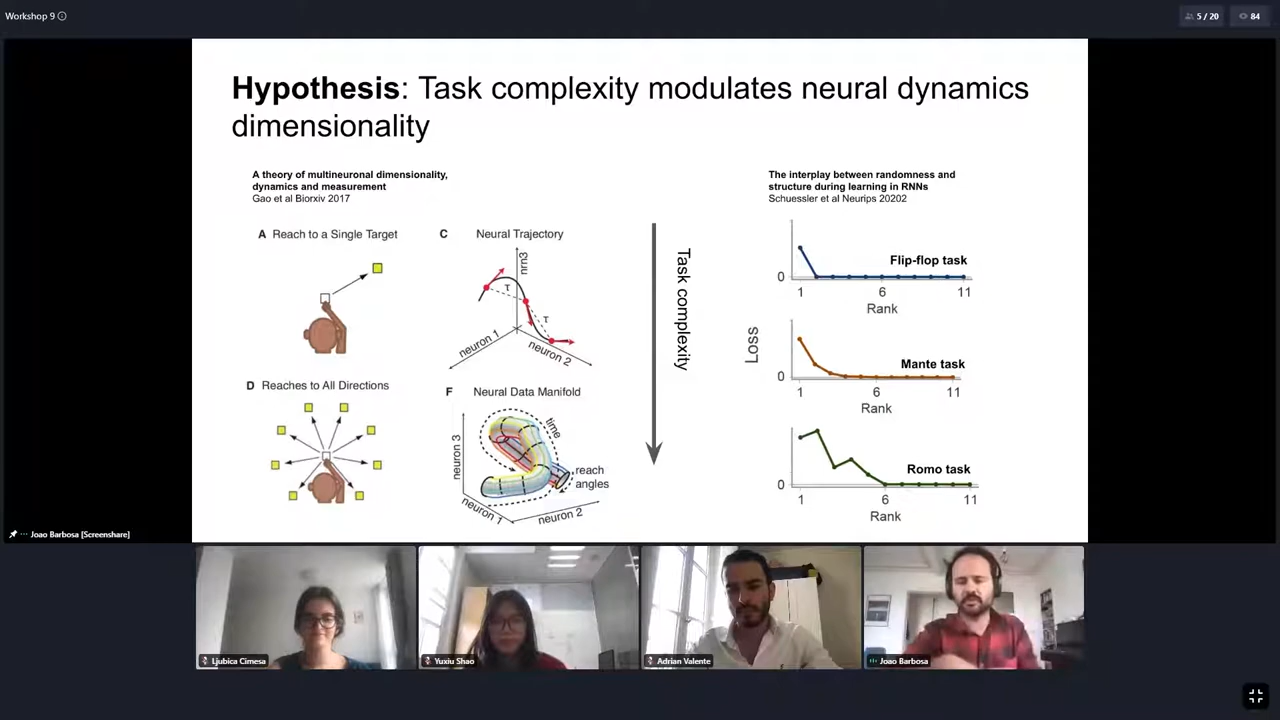 Workshop 9
5 / 20
84
Hypothesis: Task complexity modulates neural dynamics
dimensionality
A theory of multineuronal dimensionality,
dynamics and measurement
Gao et al Biorxiv 2017
The interplay between randomness and
structure during learning in RNNs
Schuessler et al Neurips 20202
A Reach to a Single Target
C Neural Trajectory
nrn3
τ
τ
neuron 1
neuron 2
D Reaches to All Directions
F Neural Data Manifold
neuron 3
time
reach
angles
neuron 1
neuron 2
Task complexity
Loss
Flip-flop task
0
1 6 11
Rank
Mante task
0
1 6 11
Rank
Romo task
0
1 6 11
Rank
Joao Barbosa [Screenshare]
Ljubica Cimesa
Yuxiu Shao
Adrian Valente
Joao Barbosa